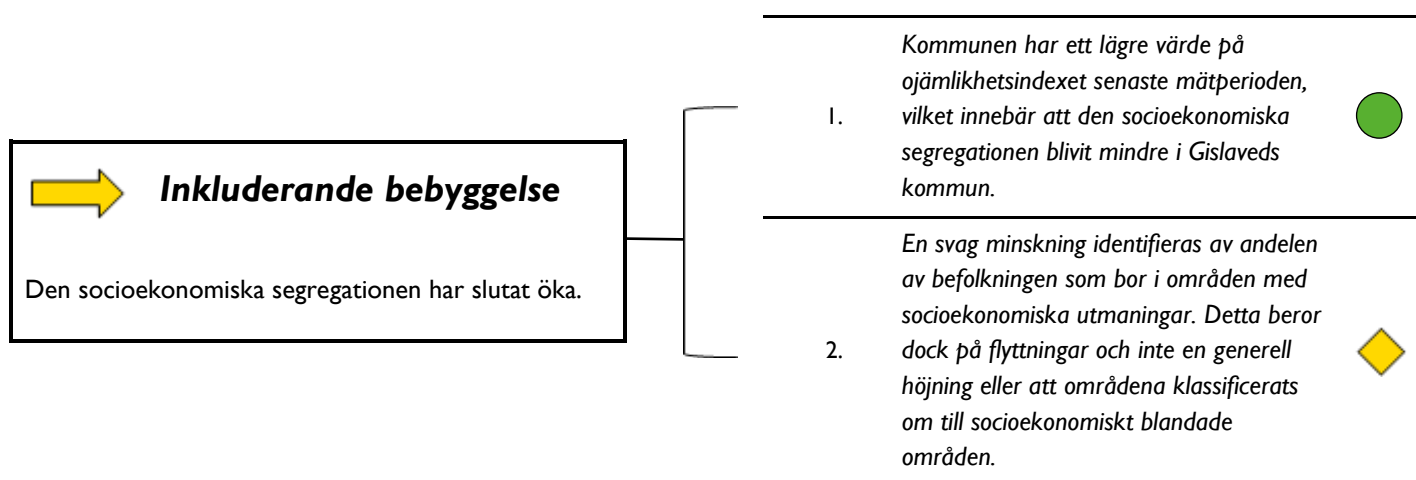 Inkluderande bebyggelse
Den socioekonomiska segregationen har slutat öka.
1.
Kommunen har ett lägre värde på
ojämlikhetsindexet senaste mätperioden,
vilket innebär att den socioekonomiska
segregationen blivit mindre i Gislaveds
kommun.
2.
En svag minskning identifieras av andelen
av befolkningen som bor i områden med
socioekonomiska utmaningar. Detta beror
dock på flyttningar och inte en generell
höjning eller att områdena klassificerats
om till socioekonomiskt blandade
områden.